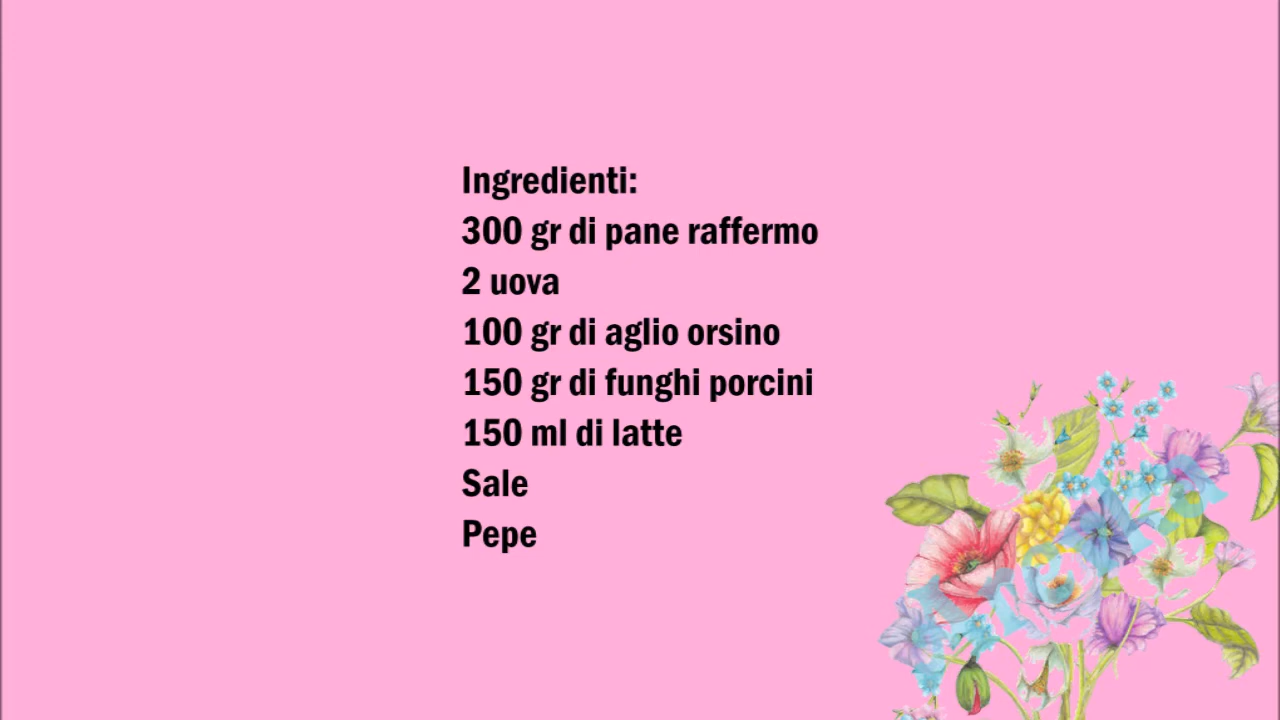 Ingredienti:
300 gr di pane raffermo
2 uova
100 gr di aglio orsino
150 gr di funghi porcini
150 ml di latte
Sale
Pepe